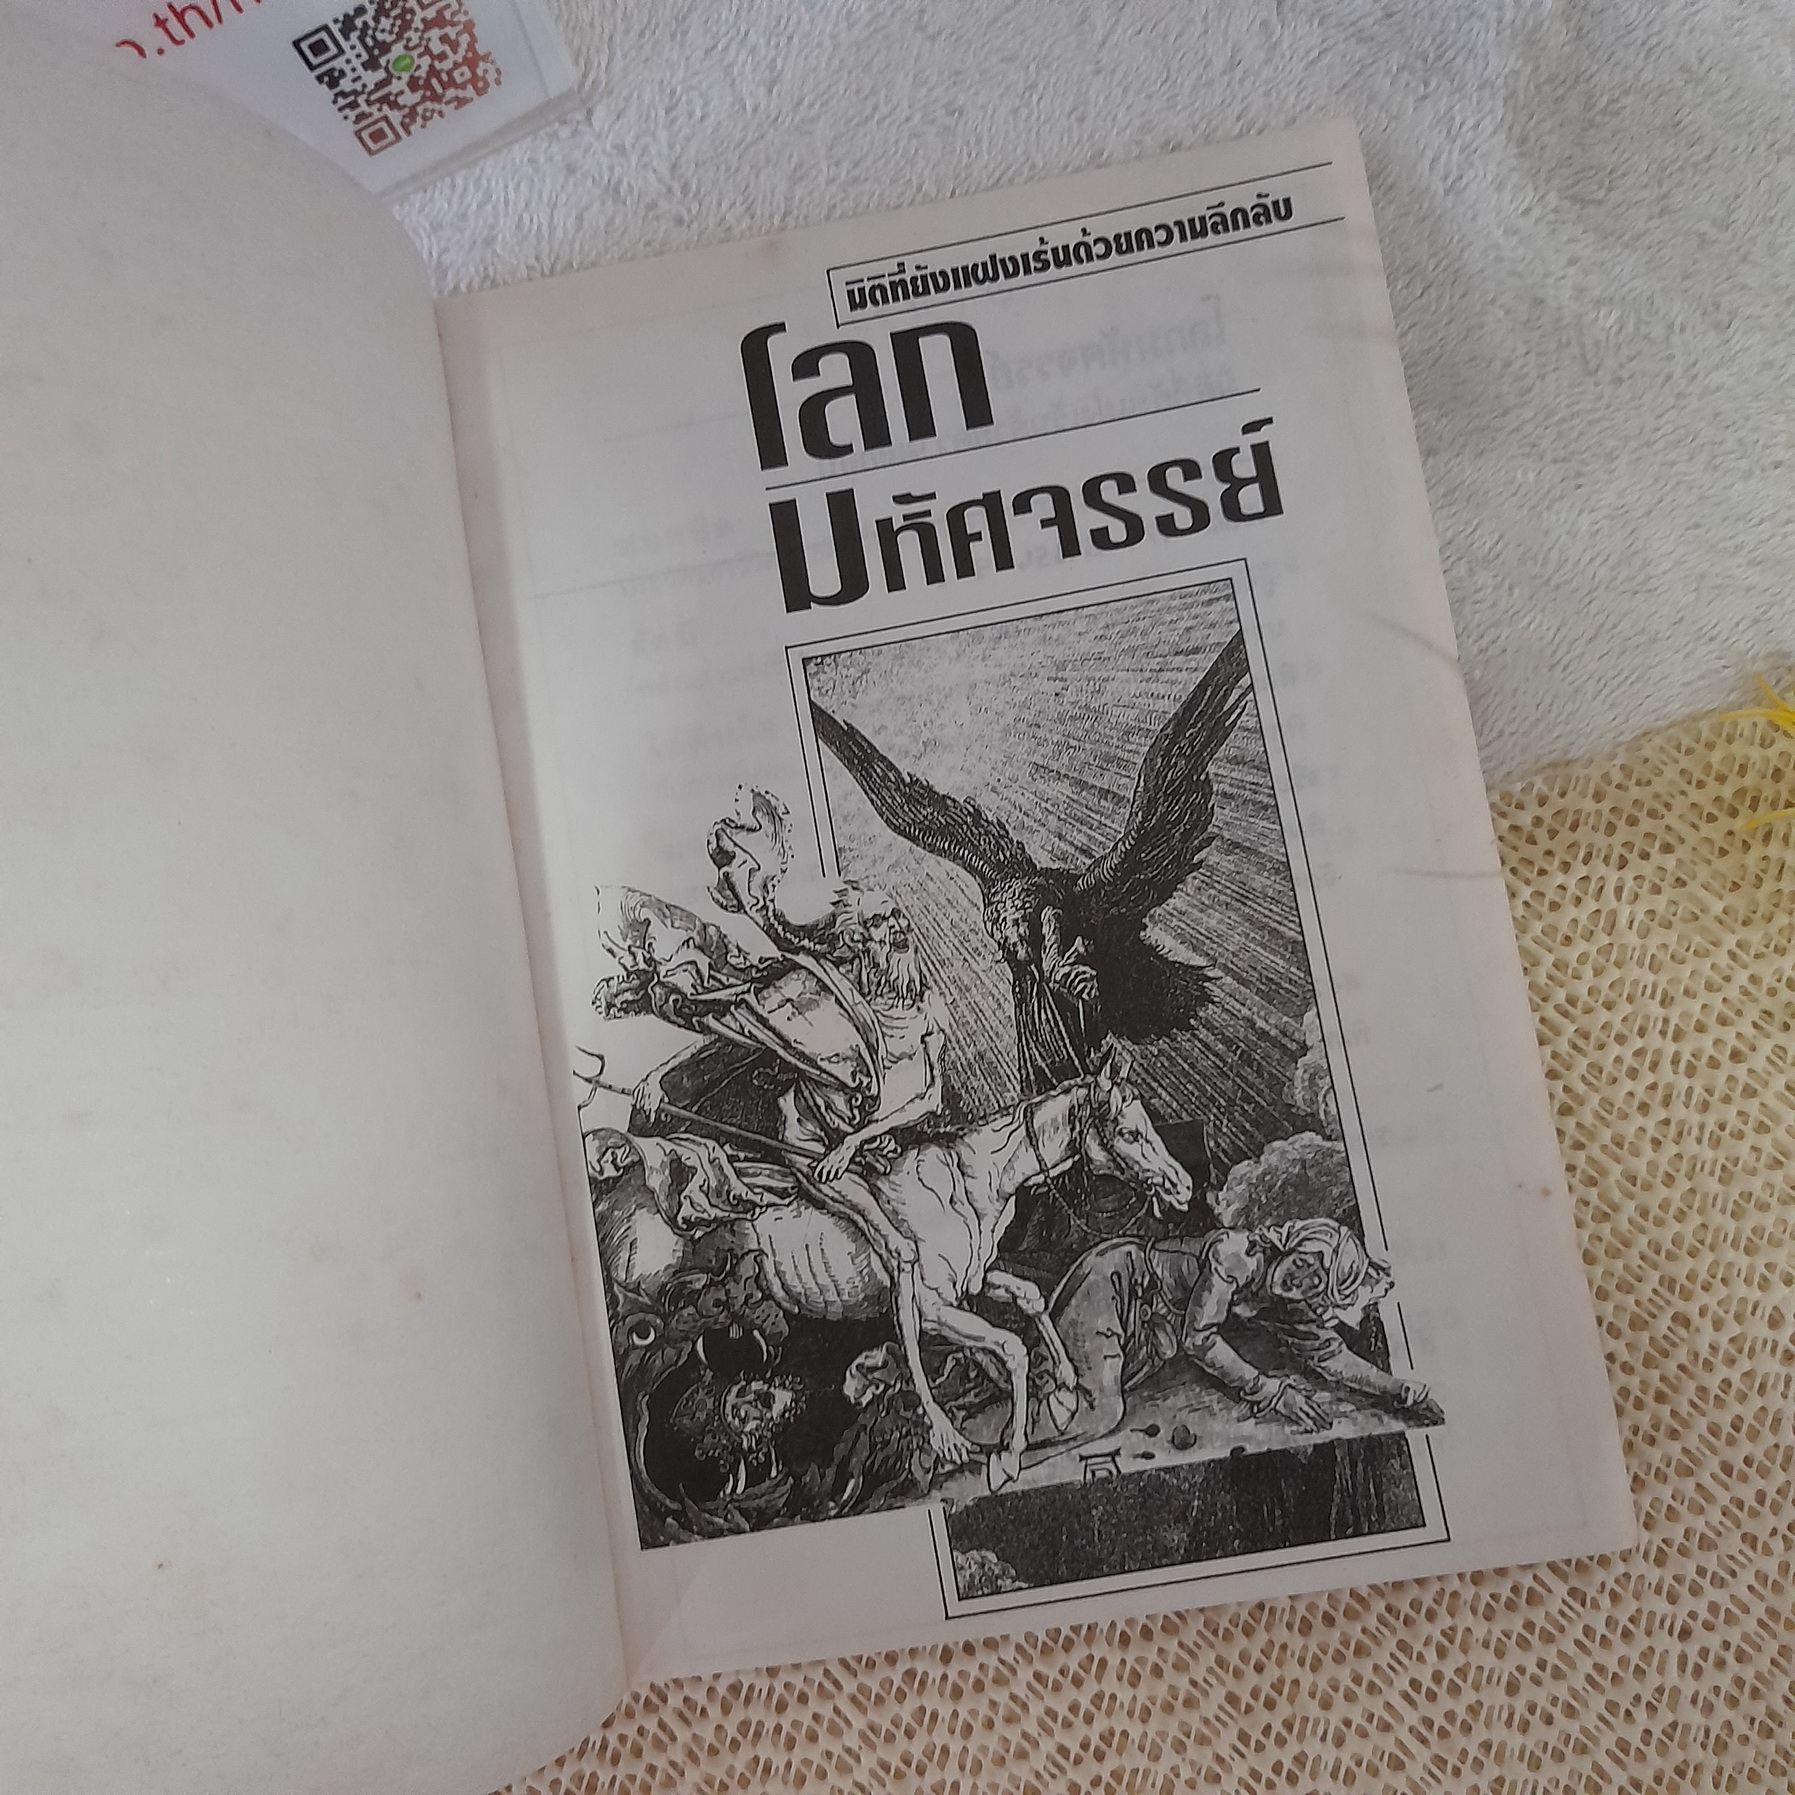 .th/
มิติที่ยังแฝงเร้นด้วยความลึกลับ
โลก
มหัศจรรย์